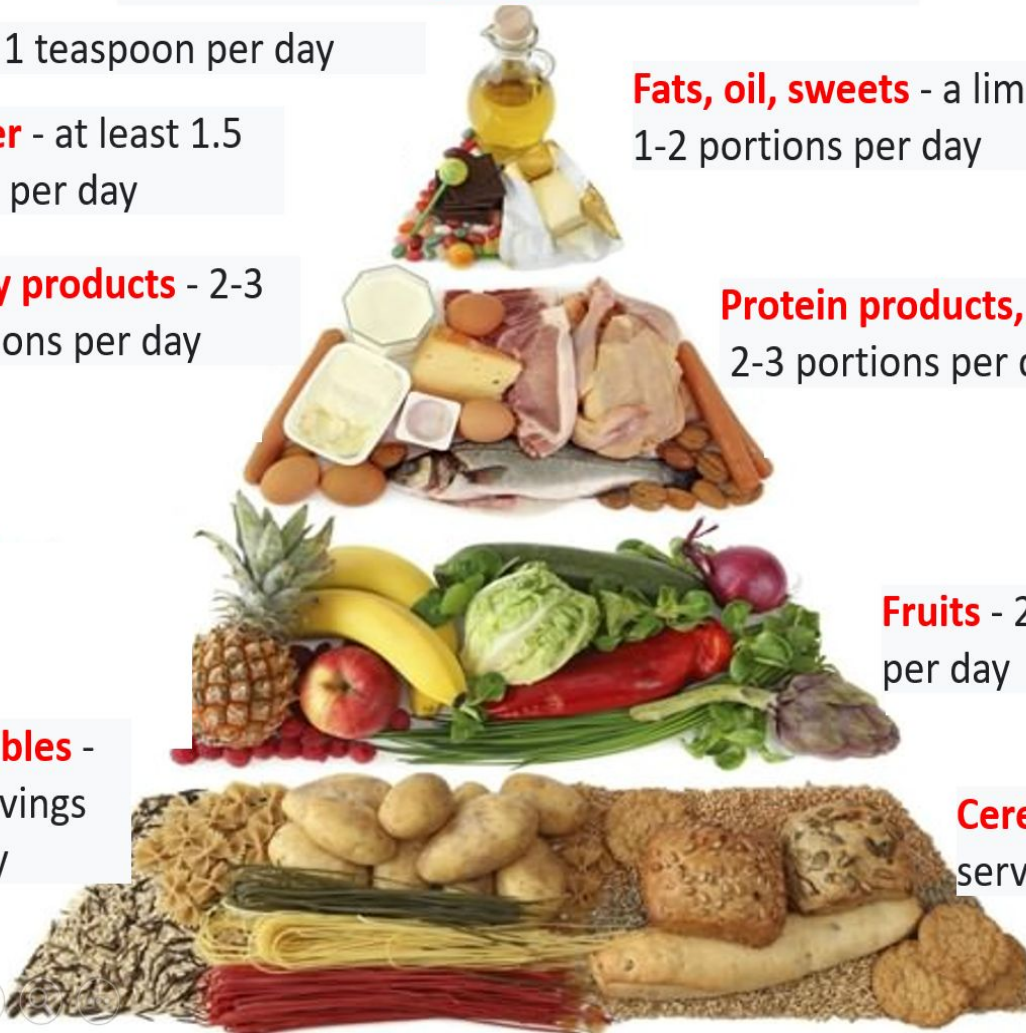 1 teaspoon per day
Fats, oil, sweets - a lim
1-2 portions per day
er - at least 1.5
per day
y products - 2-3
ons per day
Protein products,
2-3 portions per
Fruits - 2
per day
bles -
vings
y
Cere
serv